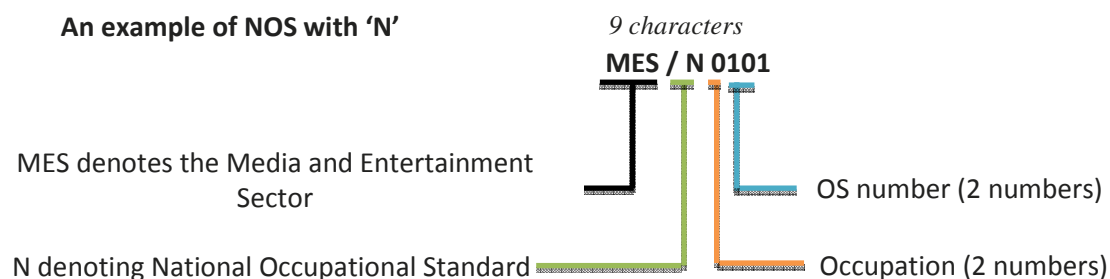 An example of NOS with ‘N’
9 characters
MES / N 0101
MES denotes the Media and Entertainment
Sector
OS number (2 numbers)
N denoting National Occupational Standard
Occupation (2 numbers)